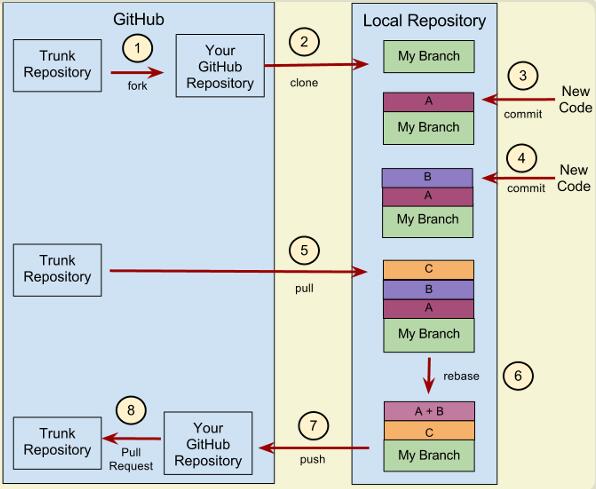 GitHub
Local Repository
Trunk
Repository
1
fork
Your
GitHub
Repository
2
clone
My Branch
3
commit
New
Code
A
My Branch
4
commit
New
Code
B
A
My Branch
Trunk
Repository
5
pull
C
B
A
My Branch
6
rebase
A + B
C
My Branch
7
push
Your
GitHub
Repository
8
Pull
Request
Trunk
Repository